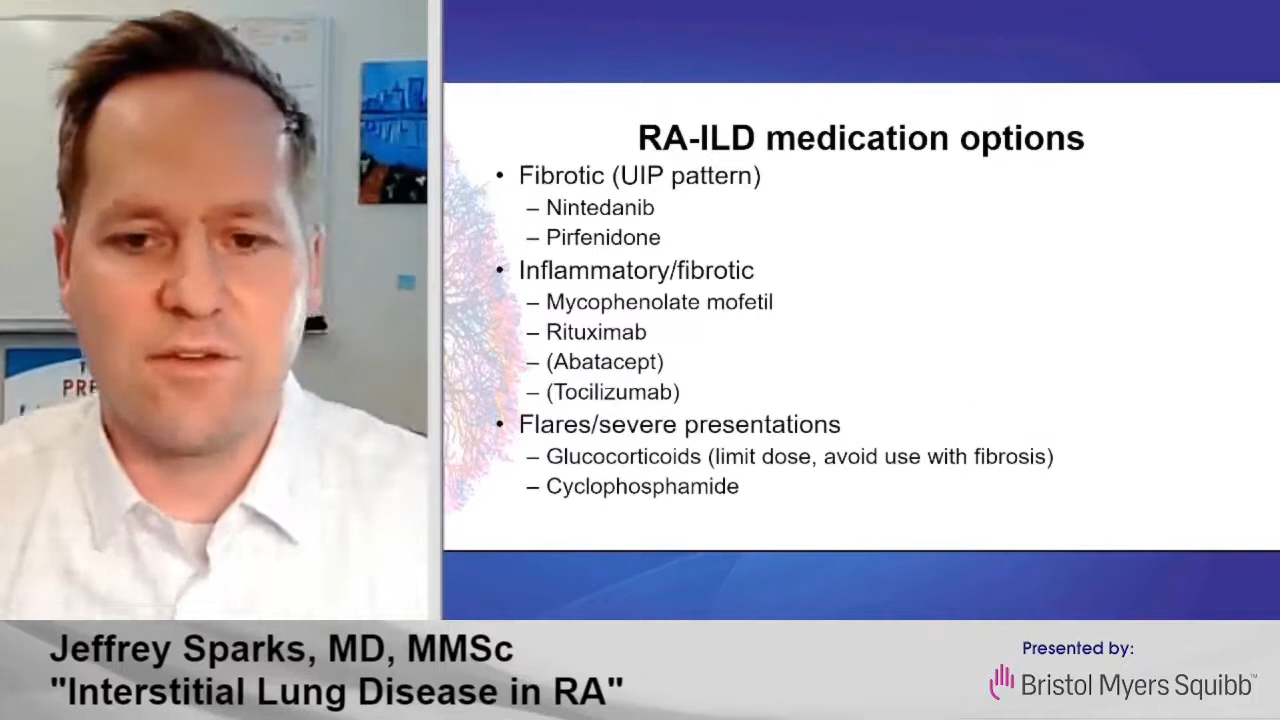 RA-ILD medication options
• Fibrotic (UIP pattern)
– Nintedanib
– Pirfenidone
• Inflammatory/fibrotic
– Mycophenolate mofetil
– Rituximab
– (Abatacept)
– (Tocilizumab)
• Flares/severe presentations
– Glucocorticoids (limit dose, avoid use with fibrosis)
– Cyclophosphamide
PRE
Jeffrey Sparks, MD, MMSc
"Interstitial Lung Disease in RA"
Presented by:
Bristol Myers Squibb™